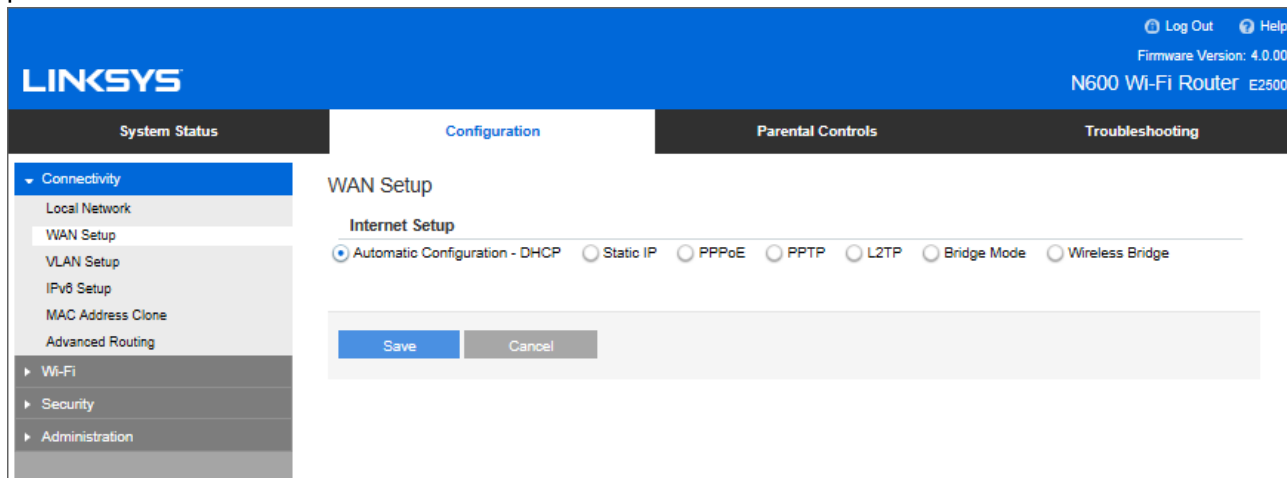 Log Out Help
Firmware Version: 4.0.00
LINKSYS
N600 Wi-Fi Router E2500
System Status Configuration Parental Controls Troubleshooting
Connectivity
Local Network
WAN Setup
VLAN Setup
IPv6 Setup
MAC Address Clone
Advanced Routing
Wi-Fi
Security
Administration
WAN Setup
Internet Setup
Automatic Configuration - DHCP Static IP PPPoE PPTP L2TP Bridge Mode Wireless Bridge
Save Cancel